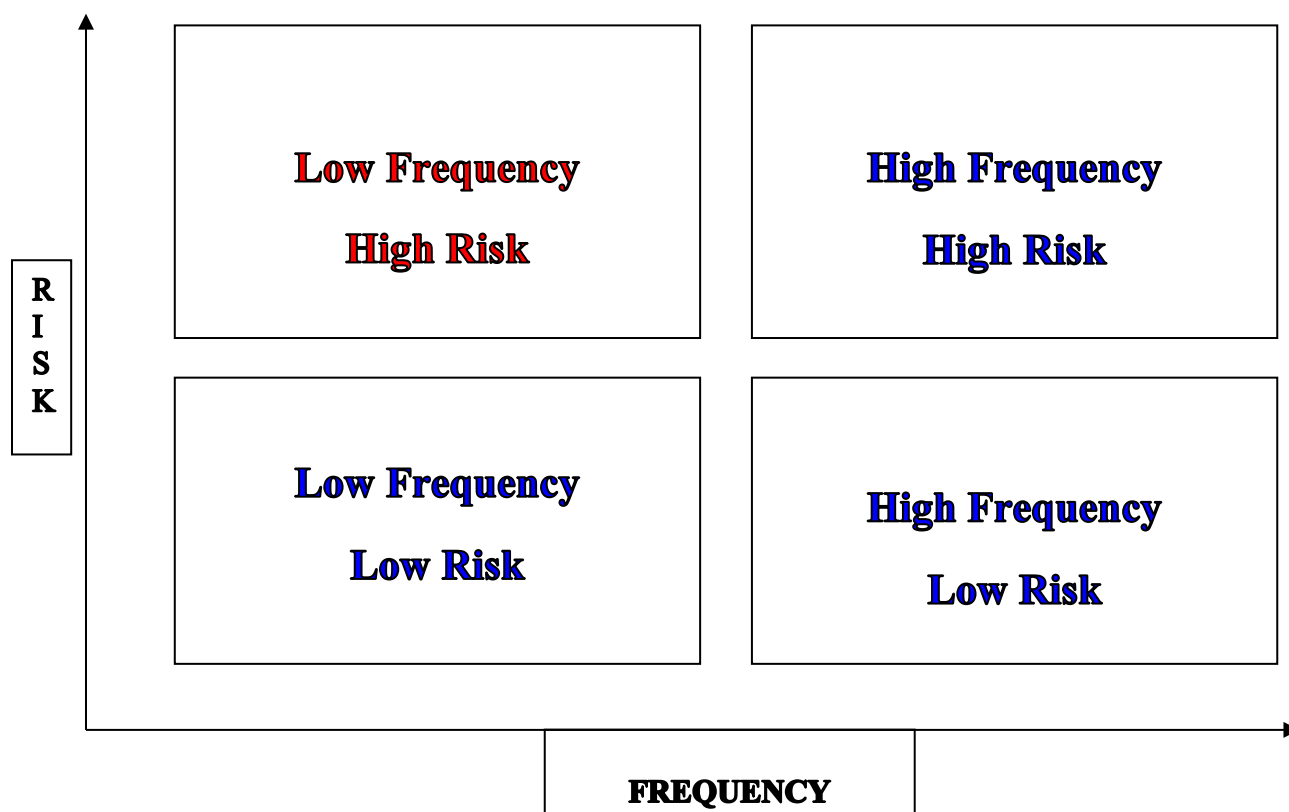 Low Frequency
High Risk
High Frequency
High Risk
R
I
S
K
Low Frequency
Low Risk
High Frequency
Low Risk
FREQUENCY